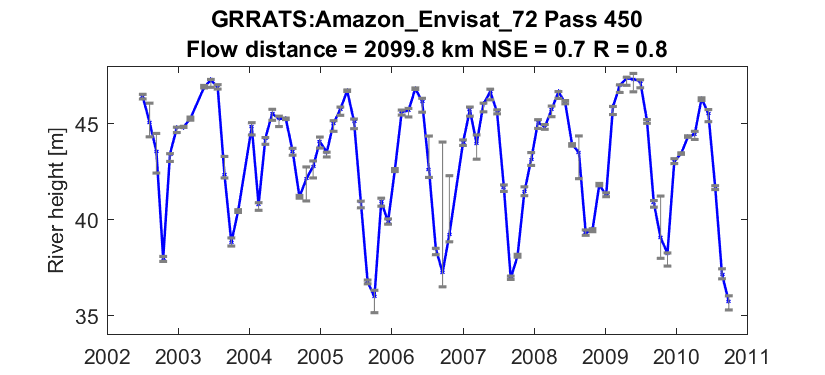 GRRATS:Amazon_Envisat_72 Pass 450
Flow distance = 2099.8 km NSE = 0.7 R = 0.8
River height [m]
45
40
35
2002 2003 2004 2005 2006 2007 2008 2009 2010 2011